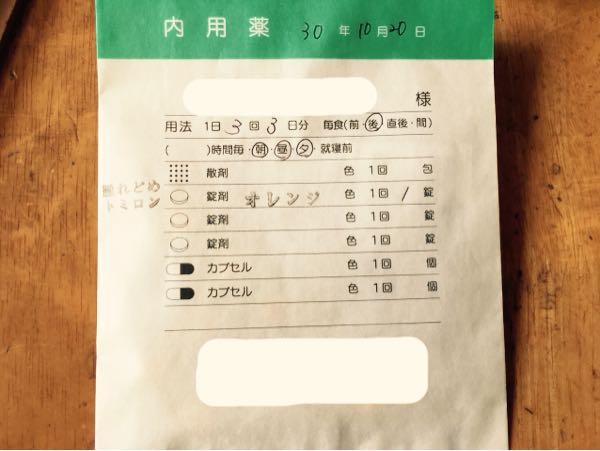 内用薬 30年10月20日
様
用法 1日3回3日分 毎食(前・後・直後・間)
( )時間毎・朝・昼・夕・就寝前
散剤 色 1回 包
腫れどめ
トミロン
錠剤 オレンジ 色 1回 1 錠
錠剤 色 1回 錠
錠剤 色 1回 錠
カプセル 色 1回 個
カプセル 色 1回 個